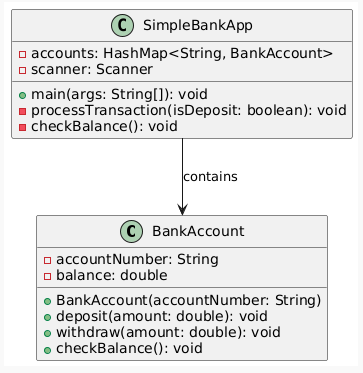 C SimpleBankApp
accounts: HashMap<String, BankAccount>
scanner: Scanner
main(args: String[]): void
processTransaction(isDeposit: boolean): void
checkBalance(): void
contains
C BankAccount
accountNumber: String
balance: double
BankAccount(accountNumber: String)
deposit(amount: double): void
withdraw(amount: double): void
checkBalance(): void